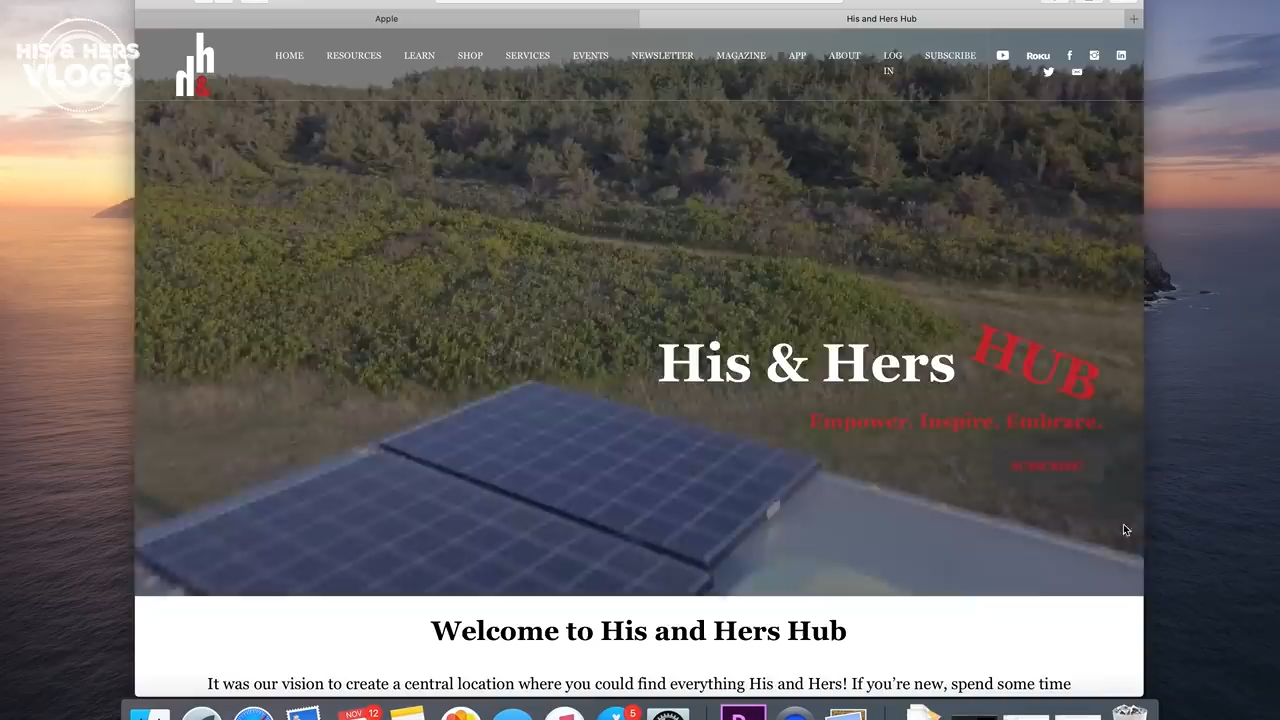 Apple
His and Hers Hub
HIS & HERS
VLOGS
h
h&
HOME RESOURCES LEARN SHOP SERVICES EVENTS NEWSLETTER MAGAZINE APP ABOUT LOG IN SUBSCRIBE
ROKU
His & Hers HUB
Empower. Inspire. Embrace.
SUBSCRIBE!
Welcome to His and Hers Hub
It was our vision to create a central location where you could find everything His and Hers! If you're new, spend some time
NOV 12
5